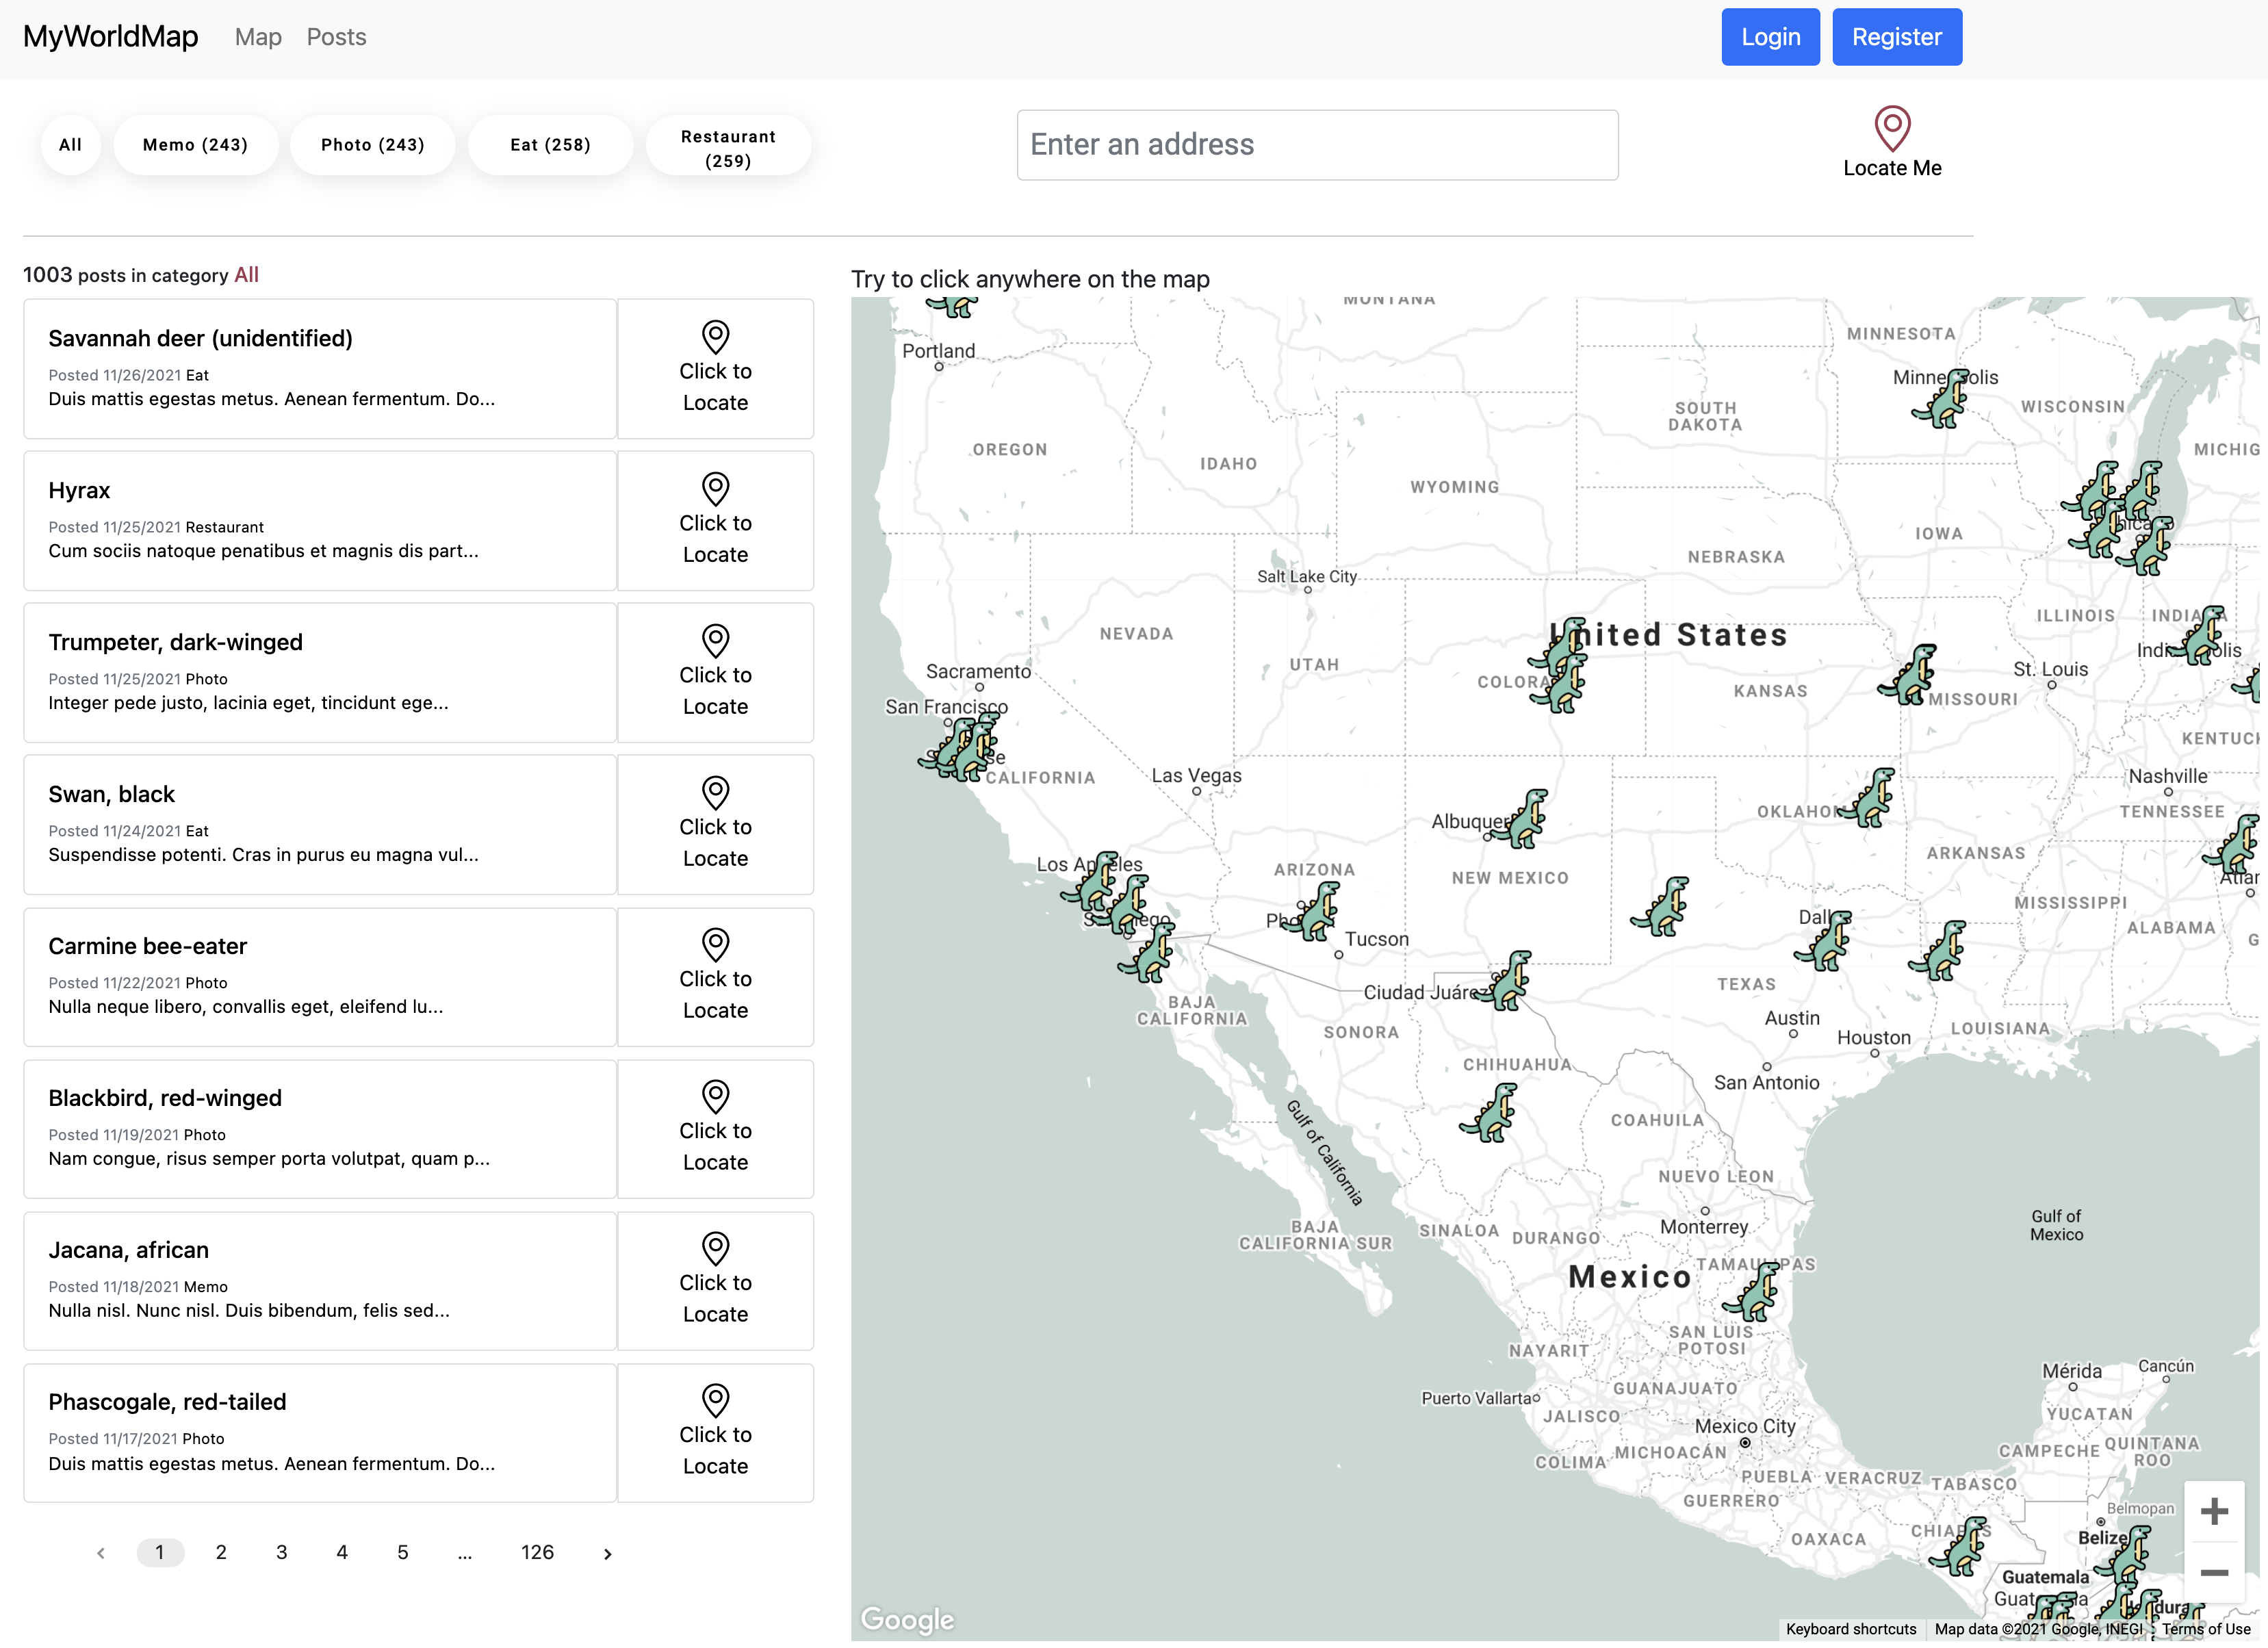 MyWorldMap Map Posts Login Register
All
Memo (243)
Photo (243)
Eat (258)
Restaurant
(259)
Enter an address
Locate Me
1003 posts in category All
Savannah deer (unidentified)
Posted 11/26/2021 Eat
Duis mattis egestas metus. Aenean fermentum. Do...
Click to
Locate
Hyrax
Posted 11/25/2021 Restaurant
Cum sociis natoque penatibus et magnis dis part...
Click to
Locate
Trumpeter, dark-winged
Posted 11/25/2021 Photo
Integer pede justo, lacinia eget, tincidunt ege...
Click to
Locate
Swan, black
Posted 11/24/2021 Eat
Suspendisse potenti. Cras in purus eu magna vul...
Click to
Locate
Carmine bee-eater
Posted 11/22/2021 Photo
Nulla neque libero, convallis eget, eleifend lu...
Click to
Locate
Blackbird, red-winged
Posted 11/19/2021 Photo
Nam congue, risus semper porta volutpat, quam p...
Click to
Locate
Jacana, african
Posted 11/18/2021 Memo
Nulla nisl. Nunc nisl. Duis bibendum, felis sed...
Click to
Locate
Phascogale, red-tailed
Posted 11/17/2021 Photo
Duis mattis egestas metus. Aenean fermentum. Do...
Click to
Locate
‹ 1 2 3 4 5 ... 126 ›
Try to click anywhere on the map
MONTANA
MINNESOTA
Portland
WISCONSIN
SOUTH
DAKOTA
OREGON
IDAHO
MICHIG
WYOMING
IOWA
NEBRASKA
Salt Lake City
ILLINOIS
United States
NEVADA
UTAH
Sacramento
St. Louis
KANSAS
MISSOURI
San Francisco
KENTUCK
CALIFORNIA
Las Vegas
Nashville
TENNESSEE
ARKANSAS
Los Angeles
ARIZONA
NEW MEXICO
MISSISSIPPI
ALABAMA
Tucson
TEXAS
Ciudad Juárez
BAJA
CALIFORNIA
Austin
SONORA
LOUISIANA
Houston
CHIHUAHUA
San Antonio
COAHUILA
Gulf of California
NUEVO LEON
Monterrey
Gulf of
Mexico
BAJA
CALIFORNIA SUR
SINALOA
DURANGO
TAMAULIPAS
Mexico
SAN LUIS
POTOSI
NAYARIT
Mérida
Cancún
GUANAJUATO
Puerto Vallarta
JALISCO
YUCATAN
Mexico City
CAMPECHE
QUINTANA
ROO
MICHOACÁN
COLIMA
PUEBLA
VERACRUZ
TABASCO
GUERRERO
Belmopan
CHIAPAS
Belize
OAXACA
Guatemala
Google
Keyboard shortcuts
Map data ©2021 Google, INEGI
Terms of Use